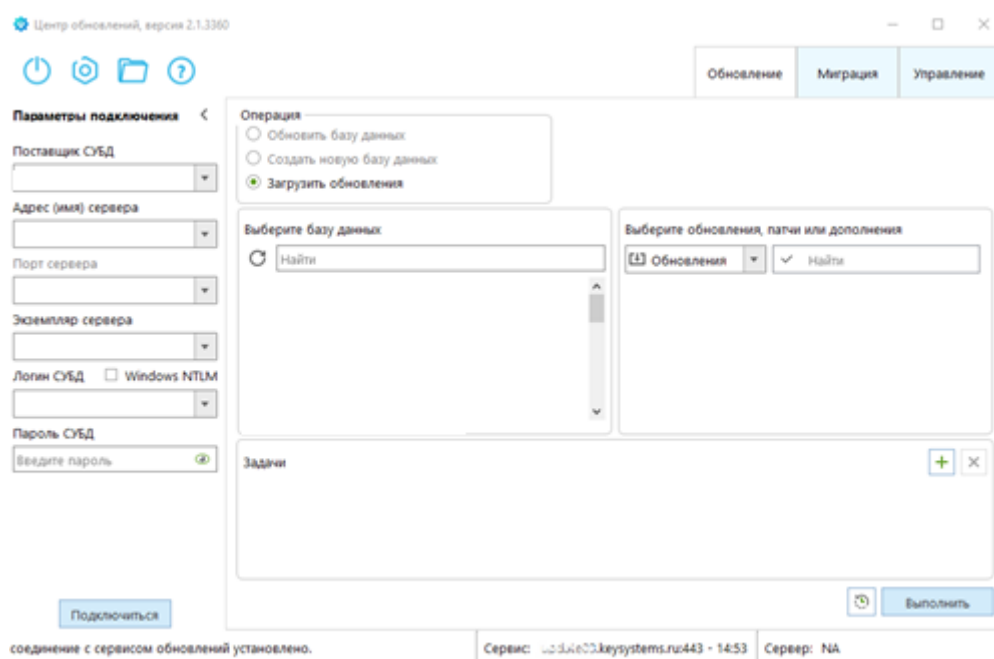 Центр обновлений, версия 2.1.3360
Обновление
Миграция
Управление
Параметры подключения
Поставщик СУБД
Адрес (имя) сервера
Порт сервера
Экземпляр сервера
Логин СУБД
Windows NTLM
Пароль СУБД
Введите пароль
Подключиться
Операция
Обновить базу данных
Создать новую базу данных
Загрузить обновления
Выберите базу данных
Найти
Выберите обновления, патчи или дополнения
Обновления
Найти
Задачи
Выполнить
соединение с сервисом обновлений установлено.
Сервис: .keysystems.ru:443 - 14:53
Сервер: NA